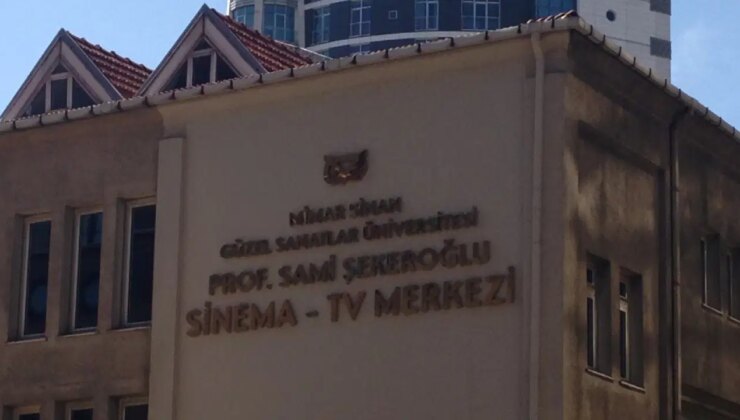 MİMAR SİNAN
GÜZEL SANATLAR ÜNİVERSİTESİ
PROF. SAMİ ŞEKEROĞLU
SİNEMA - TV MERKEZİ